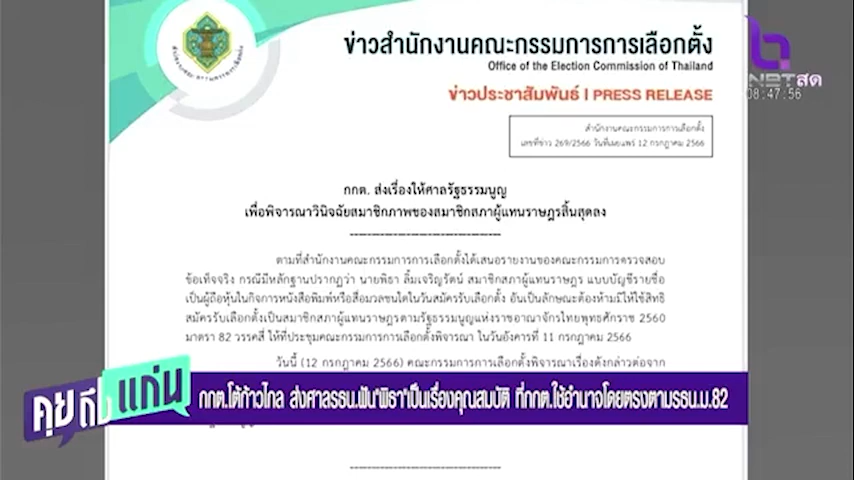 ข่าวสำนักงานคณะกรรมการการเลือกตั้ง
Office of the Election Commission of Thailand
ข่าวประชาสัมพันธ์ | PRESS RELEASE
สด
08:47:56
สำนักงานคณะกรรมการการเลือกตั้ง
เลขที่ข่าว 269/2566 วันที่เผยแพร่ 12 กรกฎาคม 2566
กกต. ส่งเรื่องให้ศาลรัฐธรรมนูญ
เพื่อพิจารณาวินิจฉัยสมาชิกภาพของสมาชิกสภาผู้แทนราษฎรสิ้นสุดลง
ตามที่สำนักงานคณะกรรมการการเลือกตั้งได้เสนอรายงานของคณะกรรมการตรวจสอบ
ข้อเท็จจริง กรณีมีหลักฐานปรากฏว่า นายพิธา ลิ้มเจริญรัตน์ สมาชิกสภาผู้แทนราษฎร แบบบัญชีรายชื่อ
เป็นผู้ถือหุ้นในกิจการหนังสือพิมพ์หรือสื่อมวลชนใดในวันสมัครรับเลือกตั้ง อันเป็นลักษณะต้องห้ามมิให้ใช้สิทธิ
สมัครรับเลือกตั้งเป็นสมาชิกสภาผู้แทนราษฎรตามรัฐธรรมนูญแห่งราชอาณาจักรไทยพุทธศักราช 2560
มาตรา 82 วรรคสี่ ให้ที่ประชุมคณะกรรมการการเลือกตั้งพิจารณา ในวันอังคารที่ 11 กรกฎาคม 2566
วันนี้ (12 กรกฎาคม 2566) คณะกรรมการการเลือกตั้งพิจารณาเรื่องดังกล่าวต่อจาก
คุยถึงแก่น
กกต.โต้ก้าวไกล ส่งศาลรธน.ฟัน"พิธา"เป็นเรื่องคุณสมบัติ ที่กกต.ใช้อำนาจโดยตรงตามรธน.ม.82